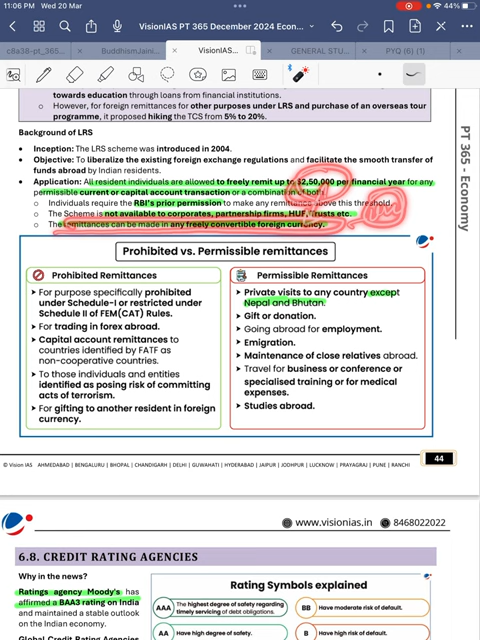 11:06 PM Wed 20 Mar
44%
VisionIAS PT 365 December 2024 Econ...
c8a38-pt_365...
BuddhismJaini...
VisionIAS...
GENERAL STU...
PYQ (6) (1)
towards education through loans from financial institutions.
o However, for foreign remittances for other purposes under LRS and purchase of an overseas tour
programme, it proposed hiking the TCS from 5% to 20%.
Background of LRS
• Inception: The LRS scheme was introduced in 2004.
• Objective: To liberalize the existing foreign exchange regulations and facilitate the smooth transfer of
funds abroad by Indian residents.
• Application: All resident individuals are allowed to freely remit up to $2,50,000 per financial year for any
permissible current or capital account transaction or a combination of both
o Individuals require the RBI's prior permission to make any remittance above this threshold.
o The Scheme is not available to corporates, partnership firms, HUF, Trusts etc.
o The remittances can be made in any freely convertible foreign currency.
PT 365 - Economy
Prohibited vs. Permissible remittances
Prohibited Remittances
➤ For purpose specifically prohibited
under Schedule-I or restricted under
Schedule II of FEM(CAT) Rules.
➤ For trading in forex abroad.
➤ Capital account remittances to
countries identified by FATF as
non-cooperative countries.
➤ To those individuals and entities
identified as posing risk of committing
acts of terrorism.
➤ For gifting to another resident in foreign
currency.
Permissible Remittances
➤ Private visits to any country except
Nepal and Bhutan.
➤ Gift or donation.
➤ Going abroad for employment.
➤ Emigration.
➤ Maintenance of close relatives abroad.
➤ Travel for business or conference or
specialised training or for medical
expenses.
➤ Studies abroad.
© Vision IAS AHMEDABAD | BENGALURU | BHOPAL | CHANDIGARH | DELHI | GUWAHATI | HYDERABAD | JAIPUR | JODHPUR | LUCKNOW | PRAYAGRAJ | PUNE | RANCHI
44
www.visionias.in
8468022022
6.8. CREDIT RATING AGENCIES
Why in the news?
Ratings agency Moody's has
affirmed a BAA3 rating on India
and maintained a stable outlook
on the Indian economy.
Global Credit Rating Agencies
Rating Symbols explained
AAA The highest degree of safety regarding
timely servicing of debt obligations.
BB Have moderate risk of default.
AA Have high degree of safety.
B Have high risk of default.